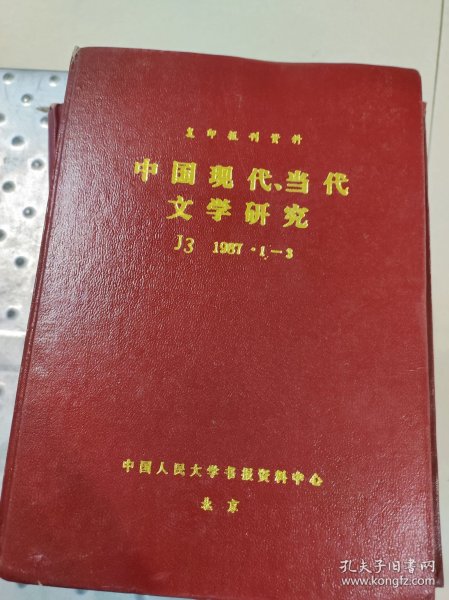 复印报刊资料
中国现代、当代
文学研究
J3 1987·1—3
中国人民大学书报资料中心
北京
孔夫子旧书网
www.kongfz.com